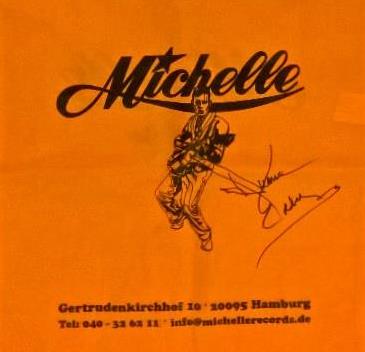 Michelle
Gertrudenkirchhof 10 · 20095 Hamburg
Tel: 040 - 32 62 11 · info@michellerecords.de